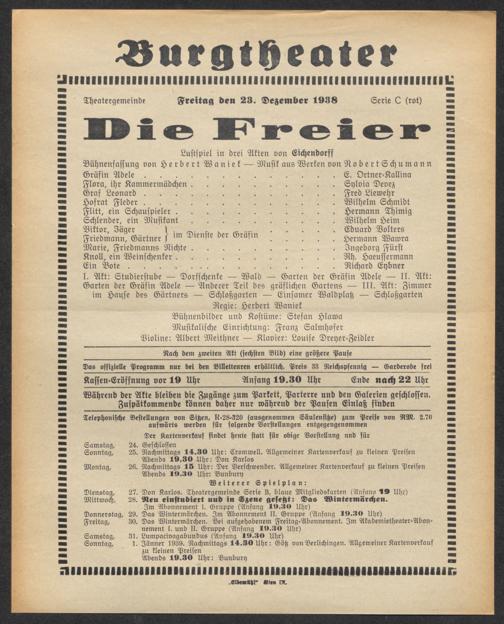 Burgtheater
Theatergemeinde Freitag den 23. Dezember 1938 Serie C (rot)
Die Freier
Lustspiel in drei Akten von Eichendorff
Bühnenfassung von Herbert Waniek — Musik aus Werken von Robert Schumann
Gräfin Adele . . . . . . . . . . . . C. Ortner-Kallina
Flora, ihr Kammermädchen . . . . . . . . . . . . Sylvia Devez
Graf Leonard . . . . . . . . . . . . Fred Liewehr
Hofrat Fleder . . . . . . . . . . . . Wilhelm Schmidt
Flitt, ein Schauspieler . . . . . . . . . . . . Hermann Thimig
Schlender, ein Musikant . . . . . . . . . . . . Wilhelm Heim
Viktor, Jäger } im Dienste der Gräfin . . . . . . . . Eduard Volters
Friedmann, Gärtner } im Dienste der Gräfin . . . . . . . . Hermann Wawra
Marie, Friedmanns Nichte . . . . . . . . . . . . Ingeborg Fürst
Knoll, ein Weinschenker . . . . . . . . . . . . Rh. Haeussermann
Ein Bote . . . . . . . . . . . . Richard Eybner
I. Akt: Studierstube — Dorfschenke — Wald — Garten der Gräfin Adele — II. Akt:
Garten der Gräfin Adele — Anderer Teil des gräflichen Gartens — III. Akt: Zimmer
im Hause des Gärtners — Schloßgarten — Einsamer Waldplatz — Schloßgarten
Regie: Herbert Waniek
Bühnenbilder und Kostüme: Stefan Hlawa
Musikalische Einrichtung: Franz Salmhofer
Violine: Albert Meithner — Klavier: Louise Dreyer-Zeidler
Nach dem zweiten Akt (sechsten Bild) eine größere Pause
Das offizielle Programm nur bei den Billetteuren erhältlich, Preis 33 Reichspfennig — Garderobe frei
Kassen-Eröffnung vor 19 Uhr Anfang 19.30 Uhr Ende nach 22 Uhr
Während der Akte bleiben die Zugänge zum Parkett, Parterre und den Galerien geschlossen.
Zuspätkommende können daher nur während der Pausen Einlaß finden
Telephonische Bestellungen von Sitzen, R-28-320 (ausgenommen Säulensitze) zum Preise von RM. 2.70
aufwärts werden für folgende Vorstellungen entgegengenommen
Der Kartenverkauf findet heute statt für obige Vorstellung und für
Samstag, 24. Geschlossen
Sonntag, 25. Nachmittags 14.30 Uhr: Cromwell. Allgemeiner Kartenverkauf zu kleinen Preisen
Abends 19.30 Uhr: Don Karlos
Montag, 26. Nachmittags 15 Uhr: Der Verschwender. Allgemeiner Kartenverkauf zu kleinen Preisen
Abends 19.30 Uhr: Bunbury
Weiterer Spielplan:
Dienstag, 27. Don Karlos. Theatergemeinde Serie B, blaue Mitgliedskarten (Anfang 19 Uhr)
Mittwoch, 28. Neu einstudiert und in Szene gesetzt: Das Wintermärchen.
Im Abonnement I. Gruppe (Anfang 19.30 Uhr)
Donnerstag, 29. Das Wintermärchen. Im Abonnement II. Gruppe (Anfang 19.30 Uhr)
Freitag, 30. Das Wintermärchen. Bei aufgehobenem Freitag-Abonnement. Im Akademietheater-Abon-
nement I. und II. Gruppe (Anfang 19.30 Uhr)
Samstag, 31. Lumpacivagabundus (Anfang 19.30 Uhr)
Sonntag, 1. Jänner 1939. Nachmittags 14.30 Uhr: Götz von Berlichingen. Allgemeiner Kartenverkauf
zu kleinen Preisen
Abends 19.30 Uhr: Bunbury
„Elbemühl“ Wien IX.